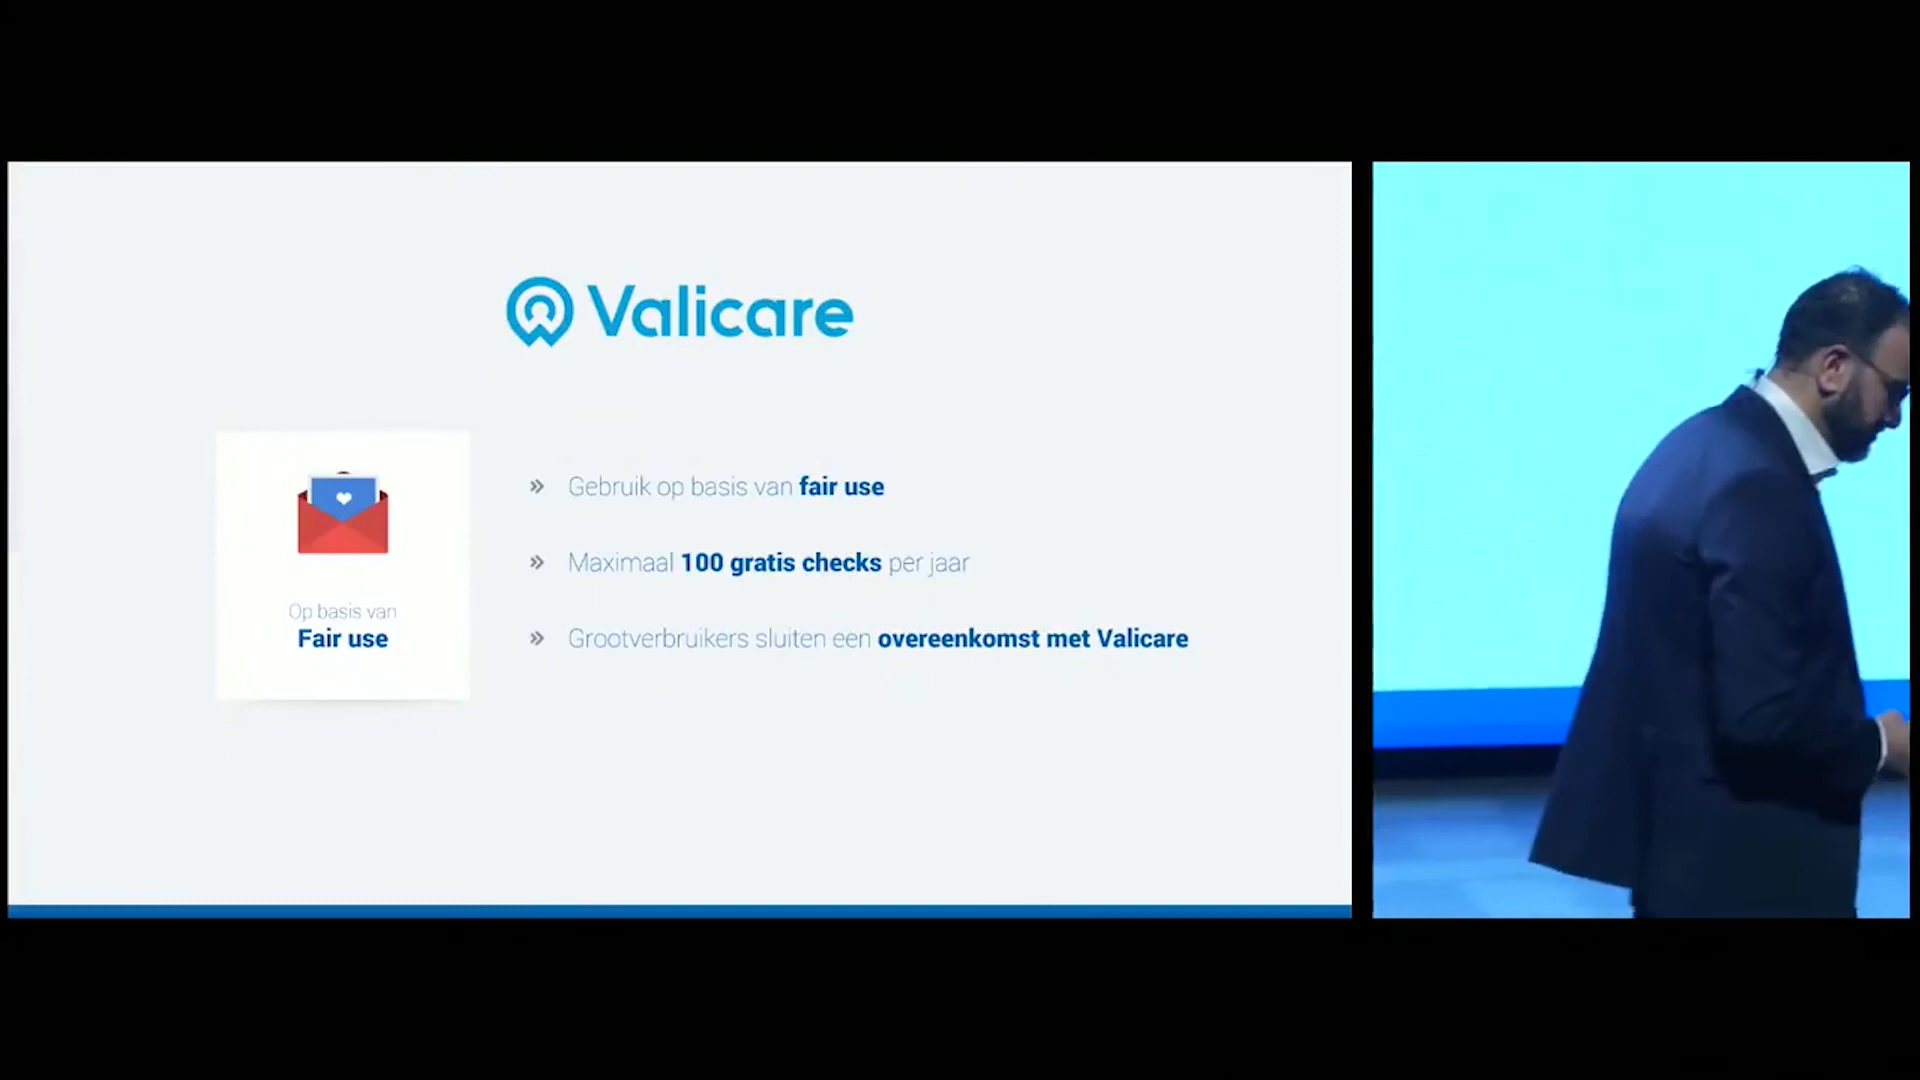 Valicare
Op basis van
Fair use
Gebruik op basis van fair use
Maximaal 100 gratis checks per jaar
Grootverbruikers sluiten een overeenkomst met Valicare